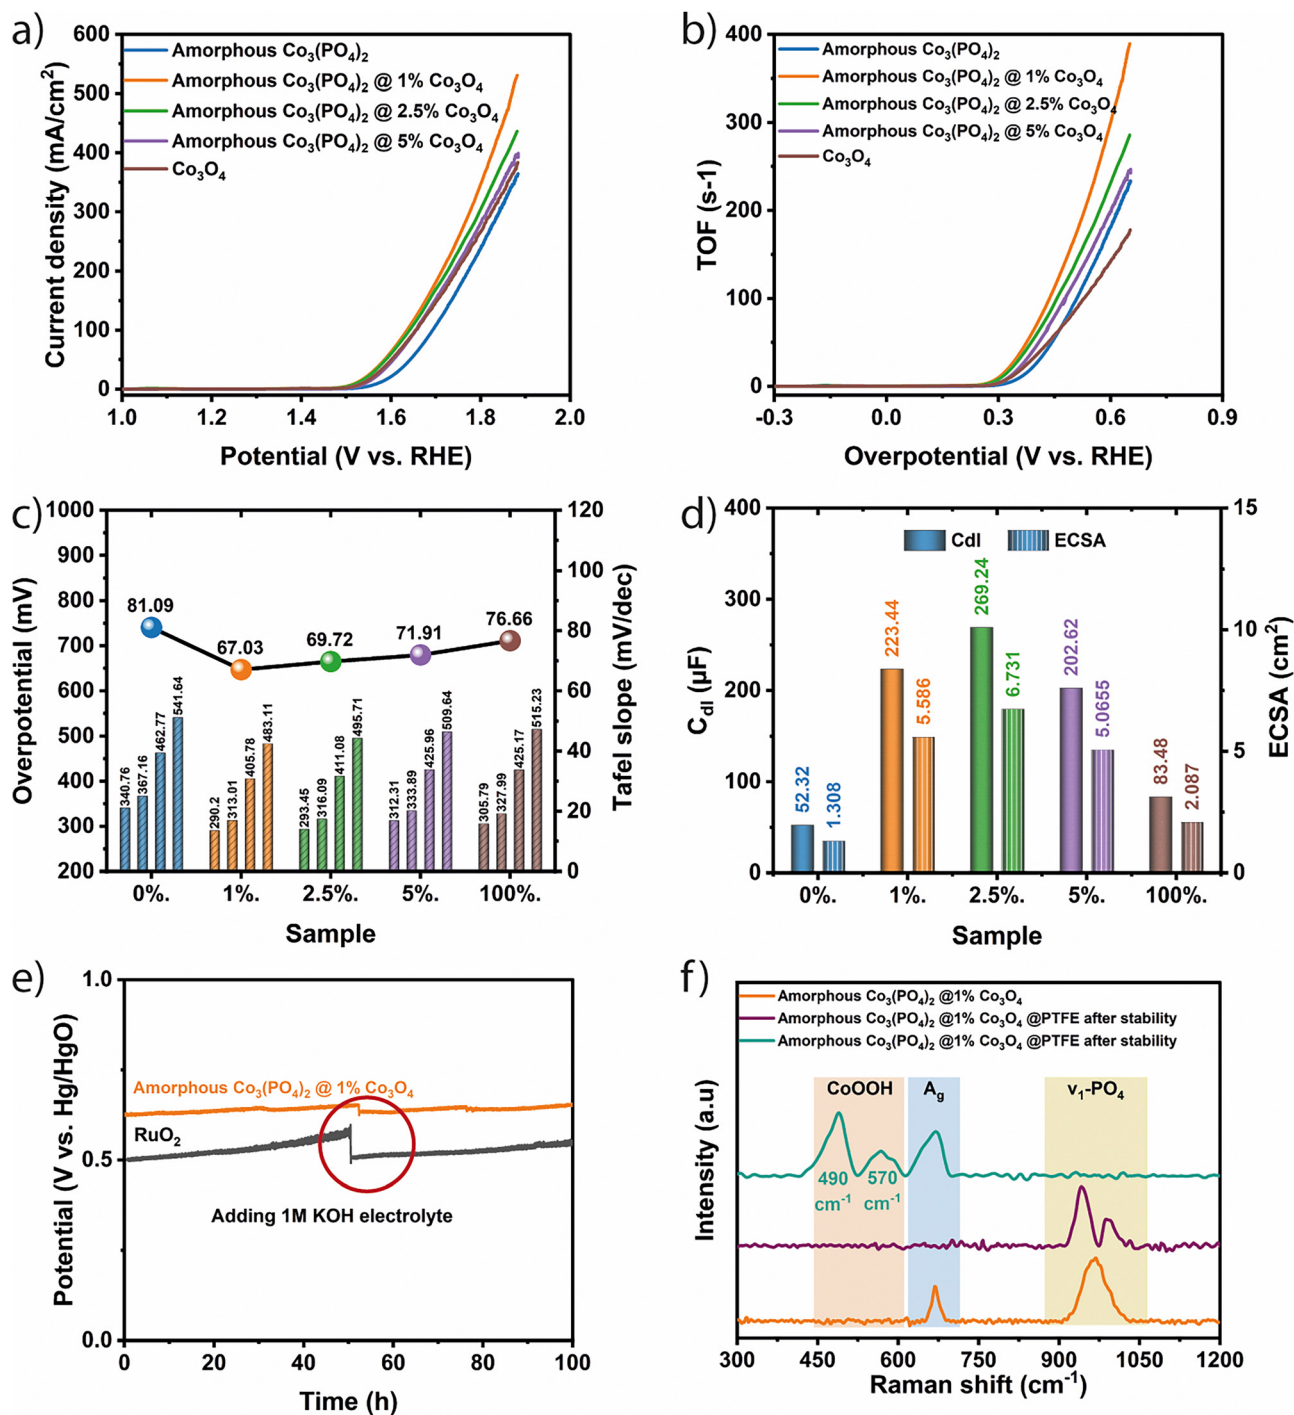 a)
600
500
400
300
200
100
0
Current density (mA/cm²)
Amorphous Co₃(PO₄)₂
Amorphous Co₃(PO₄)₂ @ 1% Co₃O₄
Amorphous Co₃(PO₄)₂ @ 2.5% Co₃O₄
Amorphous Co₃(PO₄)₂ @ 5% Co₃O₄
Co₃O₄
1.0 1.2 1.4 1.6 1.8 2.0
Potential (V vs. RHE)
b)
400
300
200
100
0
TOF (s-1)
Amorphous Co₃(PO₄)₂
Amorphous Co₃(PO₄)₂ @ 1% Co₃O₄
Amorphous Co₃(PO₄)₂ @ 2.5% Co₃O₄
Amorphous Co₃(PO₄)₂ @ 5% Co₃O₄
Co₃O₄
-0.3 0.0 0.3 0.6 0.9
Overpotential (V vs. RHE)
c)
1000
900
800
700
600
500
400
300
200
Overpotential (mV)
81.09 67.03 69.72 71.91 76.66
340.76 367.16 462.77 541.64
290.2 313.01 405.78 483.11
293.45 316.09 411.08 495.71
312.31 333.89 425.96 509.64
305.79 327.99 425.17 515.23
120
100
80
60
40
20
0
Tafel slope (mV/dec)
0%. 1%. 2.5%. 5%. 100%.
Sample
d)
400
300
200
100
0
C_dl (µF)
Cdl ECSA
52.32 1.308
223.44 5.586
269.24 6.731
202.62 5.0655
83.48 2.087
15
10
5
0
ECSA (cm²)
0%. 1%. 2.5%. 5%. 100%.
Sample
e)
1.0
0.5
0.0
Potential (V vs. Hg/HgO)
Amorphous Co₃(PO₄)₂ @ 1% Co₃O₄
RuO₂
Adding 1M KOH electrolyte
0 20 40 60 80 100
Time (h)
f)
Intensity (a.u)
Amorphous Co₃(PO₄)₂ @1% Co₃O₄
Amorphous Co₃(PO₄)₂ @1% Co₃O₄ @PTFE after stability
Amorphous Co₃(PO₄)₂ @1% Co₃O₄ @PTFE after stability
CoOOH A_g ν₁-PO₄
490 570
cm⁻¹ cm⁻¹
300 450 600 750 900 1050 1200
Raman shift (cm⁻¹)